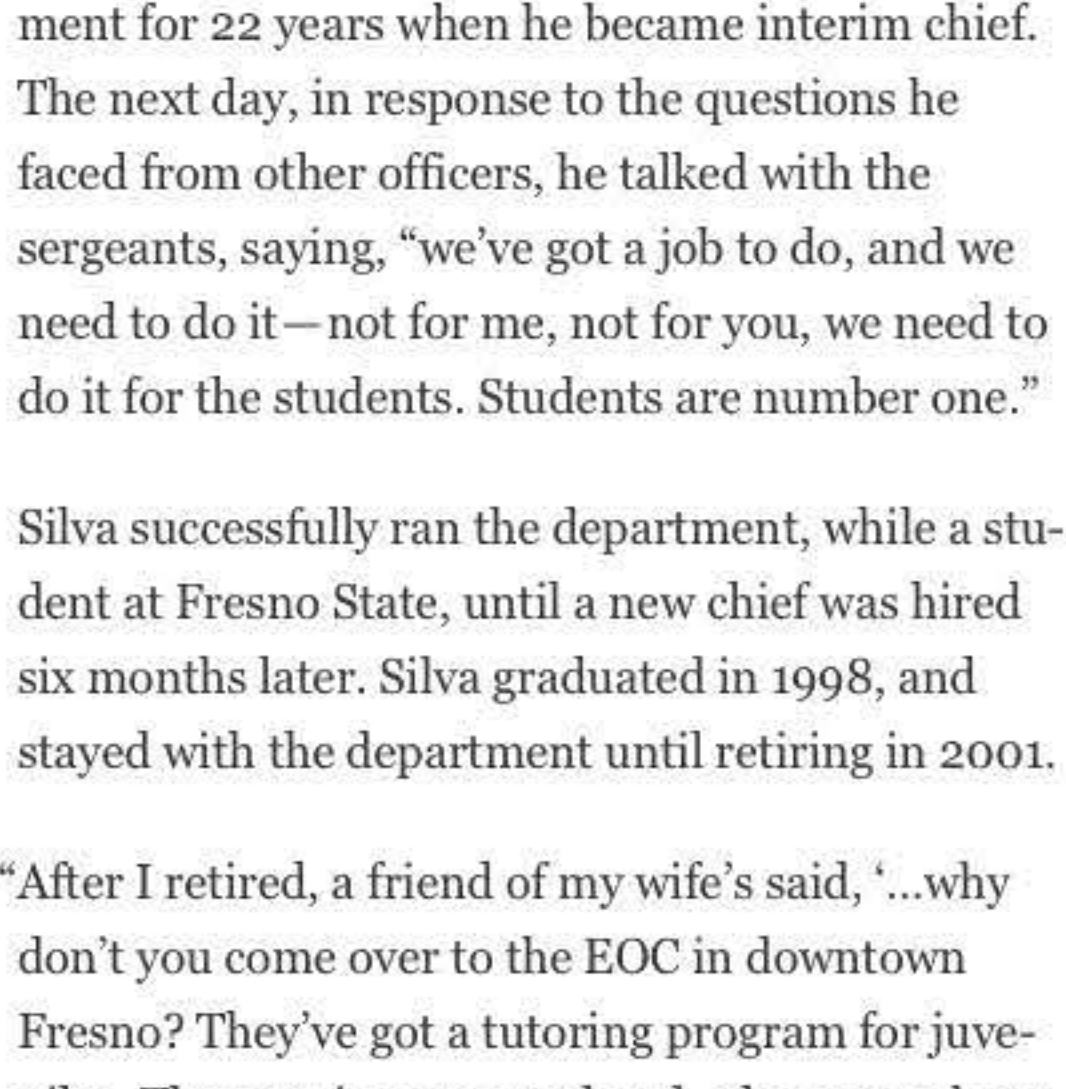 ment for 22 years when he became interim chief.
The next day, in response to the questions he
faced from other officers, he talked with the
sergeants, saying, “we’ve got a job to do, and we
need to do it—not for me, not for you, we need to
do it for the students. Students are number one.”
Silva successfully ran the department, while a stu-
dent at Fresno State, until a new chief was hired
six months later. Silva graduated in 1998, and
stayed with the department until retiring in 2001.
“After I retired, a friend of my wife’s said, ‘...why
don’t you come over to the EOC in downtown
Fresno? They’ve got a tutoring program for juve-